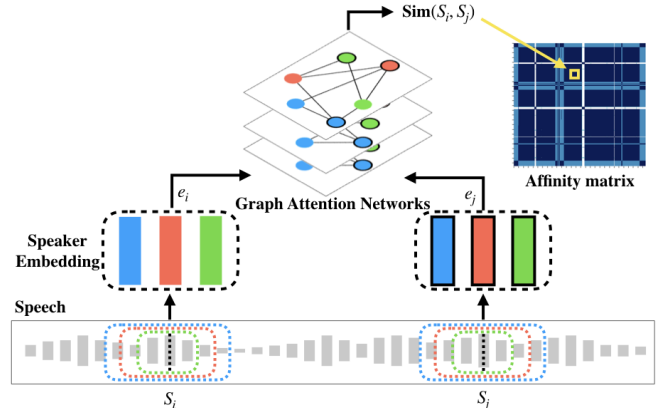 Sim(S_i, S_j)
Affinity matrix
e_i
e_j
Graph Attention Networks
Speaker
Embedding
Speech
S_i
S_j